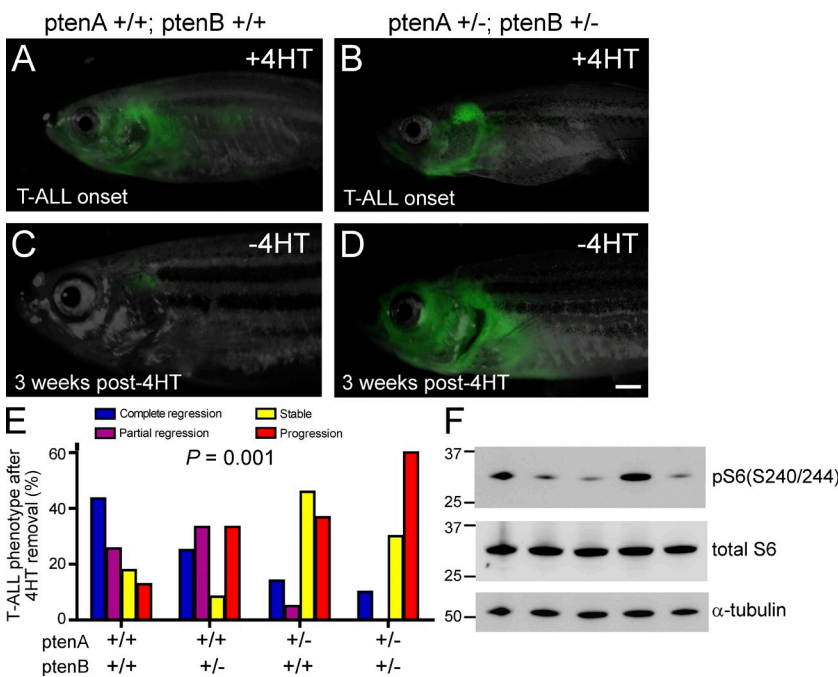 ptenA +/+; ptenB +/+
ptenA +/-; ptenB +/-
A
+4HT
T-ALL onset
B
+4HT
T-ALL onset
C
-4HT
3 weeks post-4HT
D
-4HT
3 weeks post-4HT
E
Complete regression
Stable
Partial regression
Progression
P = 0.001
T-ALL phenotype after
4HT removal (%)
60
40
20
0
ptenA +/+ +/+ +/- +/-
ptenB +/+ +/- +/+ +/-
F
37
25
pS6(S240/244)
37
25
total S6
50
α-tubulin